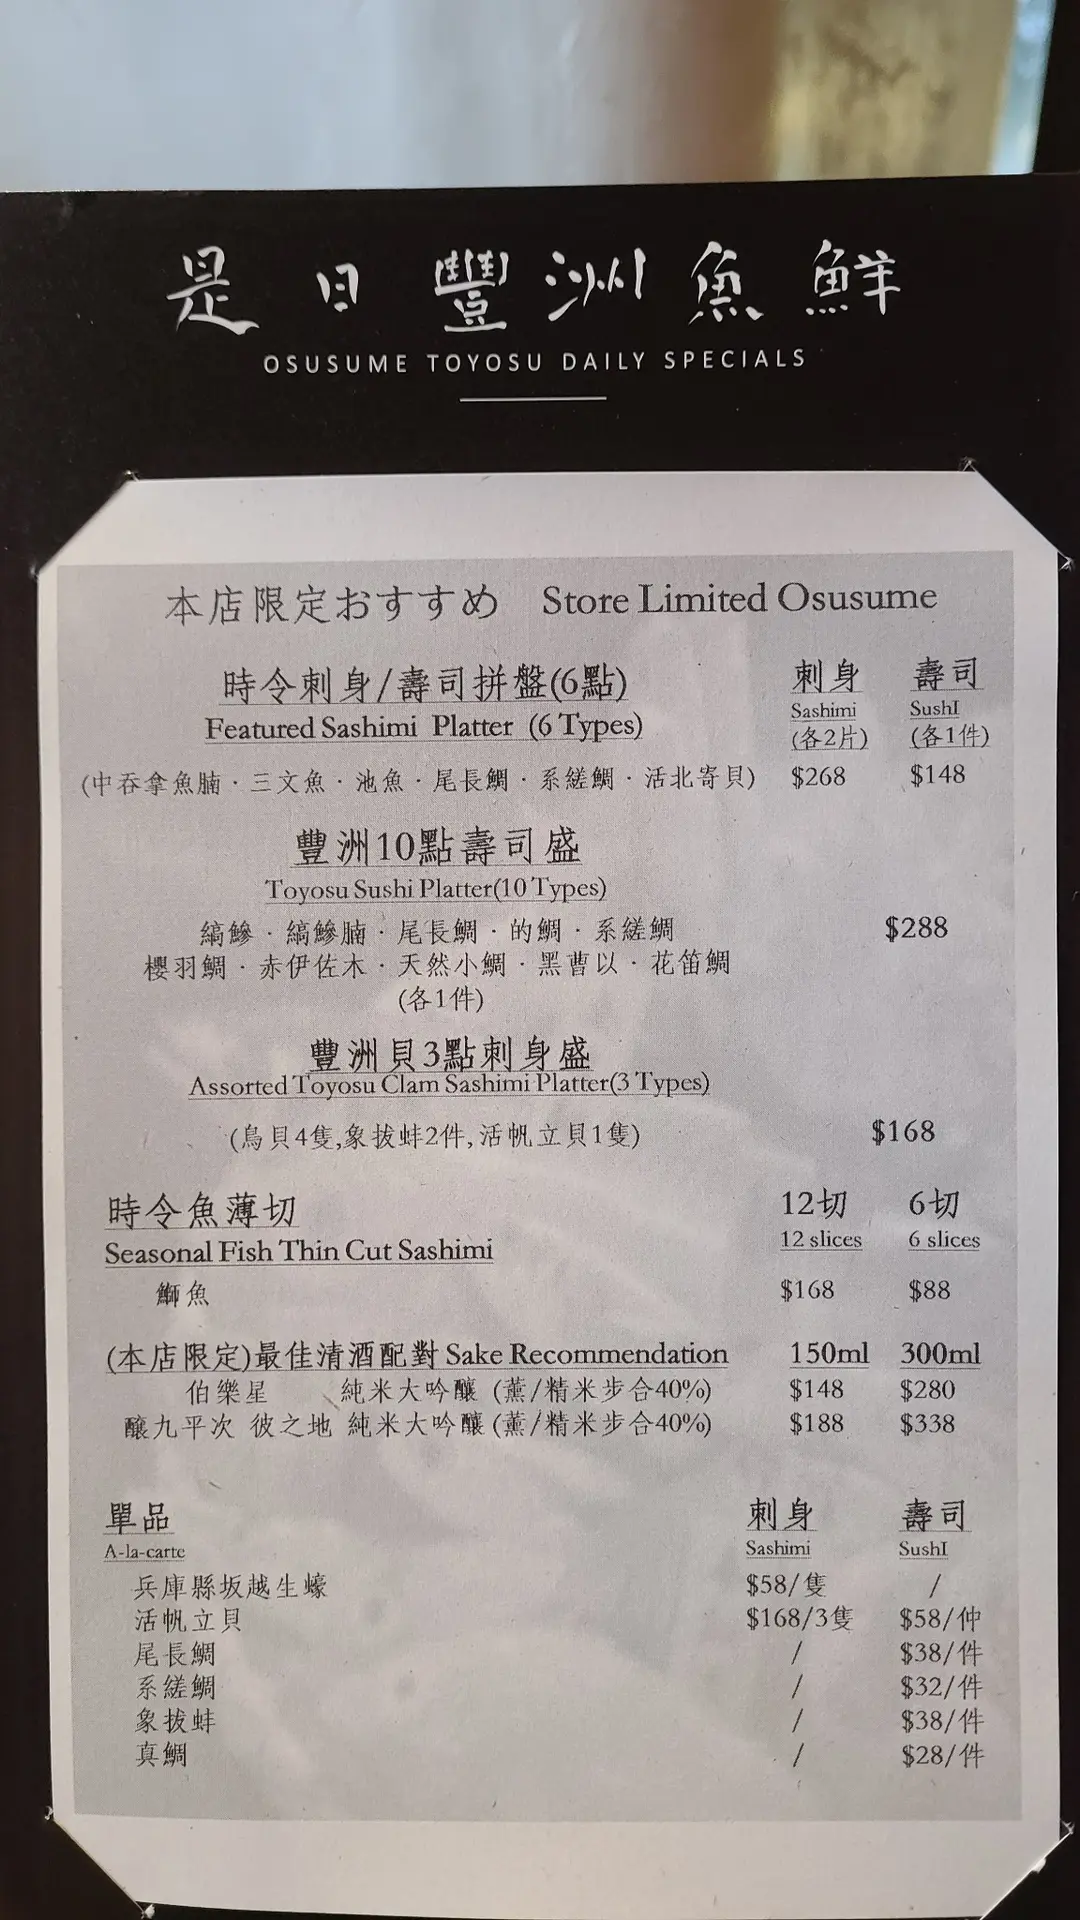 是日豐洲魚鮮
OSUSUME TOYOSU DAILY SPECIALS
本店限定おすすめ Store Limited Osusume
時令刺身/壽司拼盤(6點) 刺身 壽司
Featured Sashimi Platter (6 Types) Sashimi SushI
(各2片) (各1件)
(中吞拿魚腩‧三文魚‧池魚‧尾長鯛‧系縒鯛‧活北寄貝) $268 $148
豐洲10點壽司盛
Toyosu Sushi Platter(10 Types)
縞鰺‧縞鰺腩‧尾長鯛‧的鯛‧系縒鯛 $288
櫻羽鯛‧赤伊佐木‧天然小鯛‧黑曹以‧花笛鯛
(各1件)
豐洲貝3點刺身盛
Assorted Toyosu Clam Sashimi Platter(3 Types)
(鳥貝4隻,象拔蚌2件,活帆立貝1隻) $168
時令魚薄切 12切 6切
Seasonal Fish Thin Cut Sashimi 12 slices 6 slices
鰤魚 $168 $88
(本店限定)最佳清酒配對 Sake Recommendation 150ml 300ml
伯樂星 純米大吟釀 (薰/精米步合40%) $148 $280
釀九平次 彼之地 純米大吟釀 (薰/精米步合40%) $188 $338
單品 刺身 壽司
A-la-carte Sashimi SushI
兵庫縣坂越生蠔 $58/隻 /
活帆立貝 $168/3隻 $58/仲
尾長鯛 / $38/件
系縒鯛 / $32/件
象拔蚌 / $38/件
真鯛 / $28/件